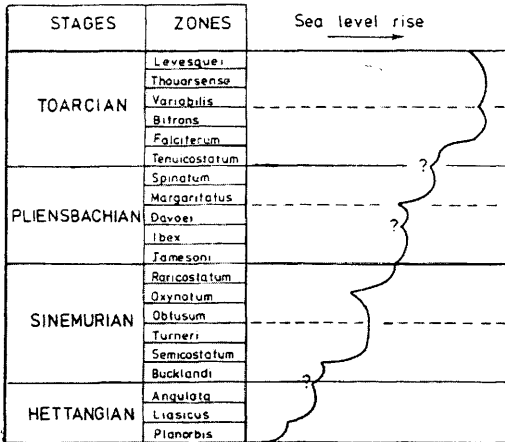 STAGES ZONES Sea level rise
Levesquei
Thouarsense
TOARCIAN Variabilis
Bifrons
Falciferum
Tenuicostatum ?
Spinatum
Margaritatus
PLIENSBACHIAN Davoei ?
Ibex
Jamesoni
Raricostatum
Oxynotum
SINEMURIAN Obtusum
Turneri
Semicostatum
Bucklandi ?
Angulata
HETTANGIAN Liasicus
Planorbis